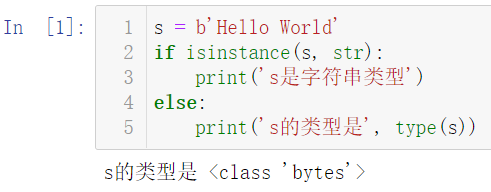 In [1]:
1 s = b'Hello World'
2 if isinstance(s, str):
3     print('s是字符串类型')
4 else:
5     print('s的类型是', type(s))
s的类型是 <class 'bytes'>